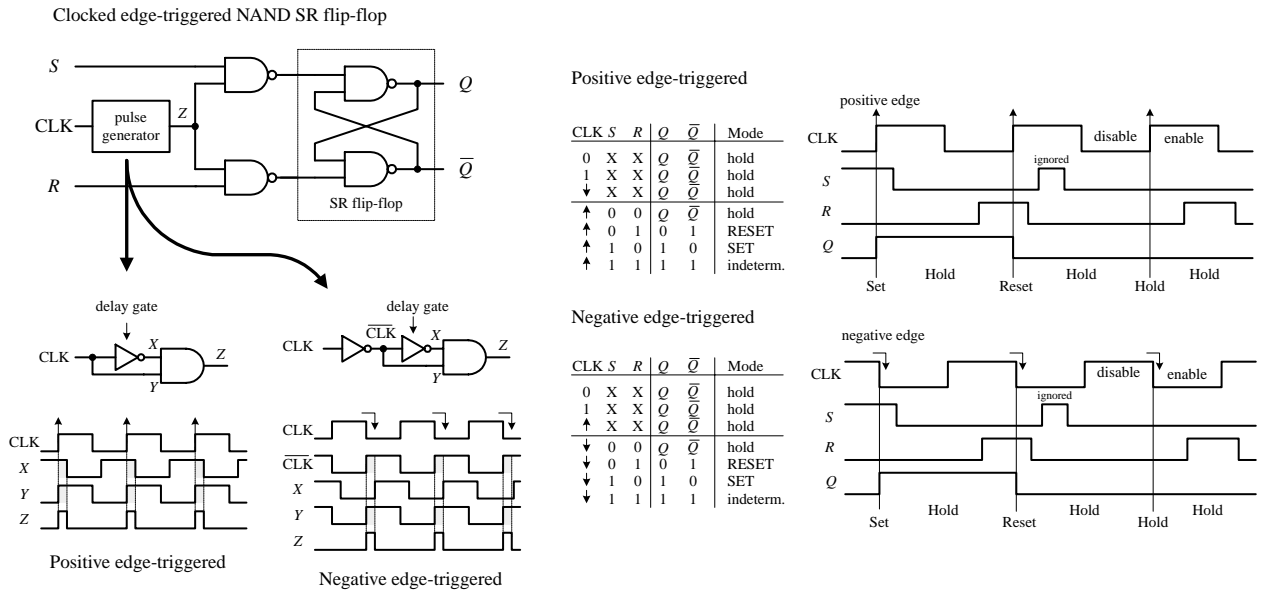 Clocked edge-triggered NAND SR flip-flop
S
CLK
R
pulse
generator
Z
Q
Q̅
SR flip-flop
delay gate
CLK
X
Y
Z
CLK
X
Y
Z
Positive edge-triggered
delay gate
CLK
C̅L̅K̅
X
Y
Z
CLK
C̅L̅K̅
X
Y
Z
Negative edge-triggered
Positive edge-triggered
CLK S R Q Q̅ Mode
0 X X Q Q̅ hold
1 X X Q Q̅ hold
↓ X X Q Q̅ hold
↑ 0 0 Q Q̅ hold
↑ 0 1 0 1 RESET
↑ 1 0 1 0 SET
↑ 1 1 1 1 indeterm.
positive edge
CLK
disable
enable
S
ignored
R
Q
Hold
Hold
Hold
Set
Reset
Hold
Negative edge-triggered
CLK S R Q Q̅ Mode
0 X X Q Q̅ hold
1 X X Q Q̅ hold
↑ X X Q Q̅ hold
↓ 0 0 Q Q̅ hold
↓ 0 1 0 1 RESET
↓ 1 0 1 0 SET
↓ 1 1 1 1 indeterm.
negative edge
CLK
disable
enable
S
ignored
R
Q
Hold
Hold
Hold
Set
Reset
Hold